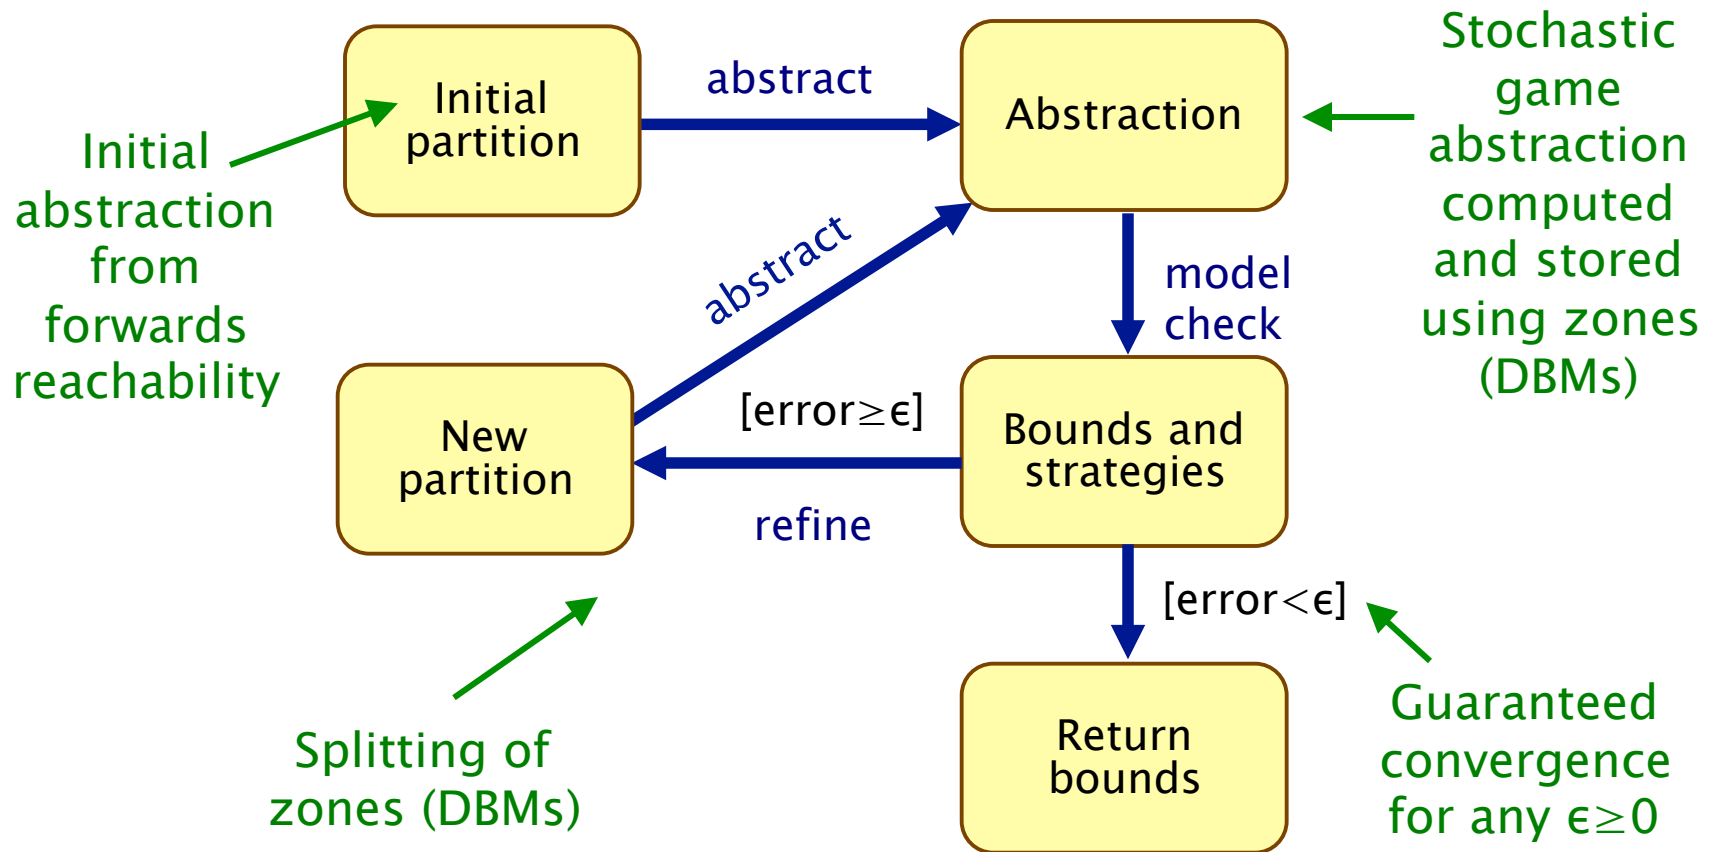 Initial
partition
abstract
Abstraction
Stochastic
game
abstraction
computed
and stored
using zones
(DBMs)
Initial
abstraction
from
forwards
reachability
abstract
model
check
New
partition
[error≥ϵ]
refine
Bounds and
strategies
[error<ϵ]
Splitting of
zones (DBMs)
Return
bounds
Guaranteed
convergence
for any ϵ≥0